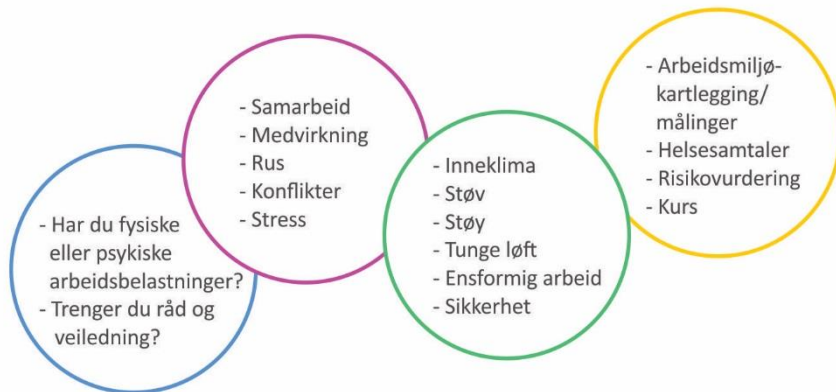 - Har du fysiske
eller psykiske
arbeidsbelastninger?
- Trenger du råd og
veiledning?
- Samarbeid
- Medvirkning
- Rus
- Konflikter
- Stress
- Inneklima
- Støv
- Støy
- Tunge løft
- Ensformig arbeid
- Sikkerhet
- Arbeidsmiljø-
kartlegging/
målinger
- Helsesamtaler
- Risikovurdering
- Kurs